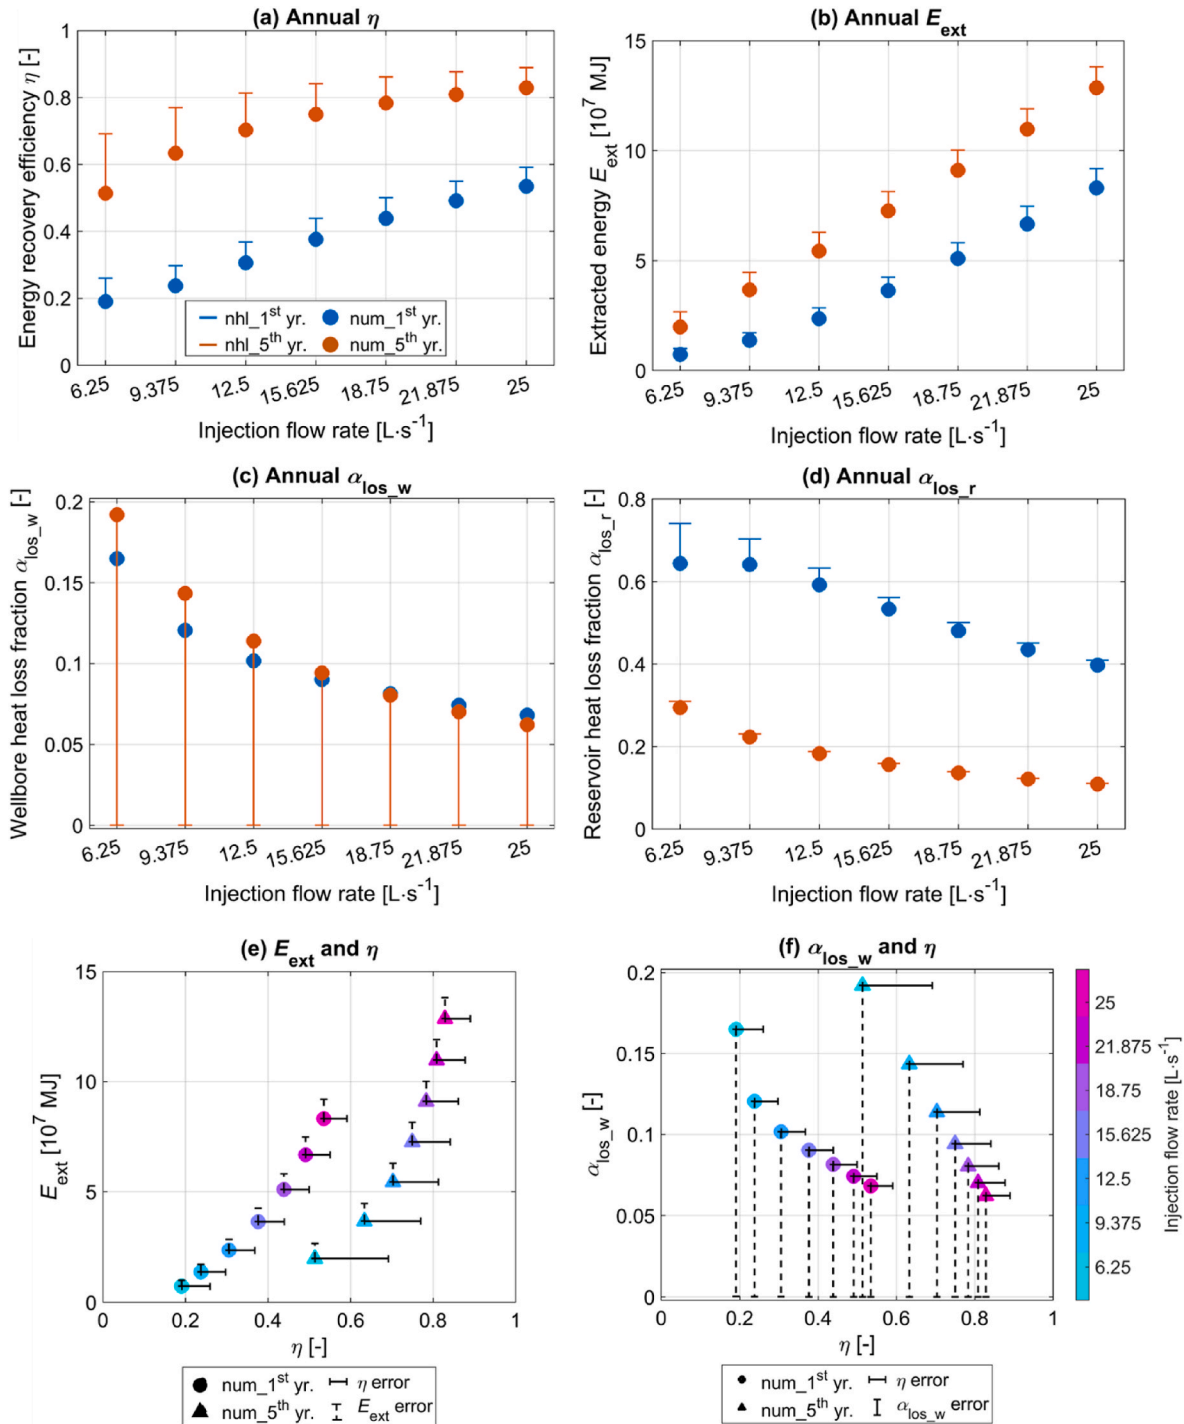 (a) Annual η
Energy recovery efficiency η [-]
1
0.8
0.6
0.4
0.2
0
nhl_1st yr.
num_1st yr.
nhl_5th yr.
num_5th yr.
6.25
9.375
12.5
15.625
18.75
21.875
25
Injection flow rate [L·s-1]
(b) Annual Eext
Extracted energy Eext [10^7 MJ]
15
10
5
0
6.25
9.375
12.5
15.625
18.75
21.875
25
Injection flow rate [L·s-1]
(c) Annual αlos_w
Wellbore heat loss fraction αlos_w [-]
0.2
0.15
0.1
0.05
0
6.25
9.375
12.5
15.625
18.75
21.875
25
Injection flow rate [L·s-1]
(d) Annual αlos_r
Reservoir heat loss fraction αlos_r [-]
0.8
0.6
0.4
0.2
0
6.25
9.375
12.5
15.625
18.75
21.875
25
Injection flow rate [L·s-1]
(e) Eext and η
Eext [10^7 MJ]
15
10
5
0
0
0.2
0.4
0.6
0.8
1
η [-]
num_1st yr.
η error
num_5th yr.
Eext error
(f) αlos_w and η
αlos_w [-]
0.2
0.15
0.1
0.05
0
0
0.2
0.4
0.6
0.8
1
η [-]
25
21.875
18.75
15.625
12.5
9.375
6.25
Injection flow rate [L·s-1]
num_1st yr.
η error
num_5th yr.
αlos_w error